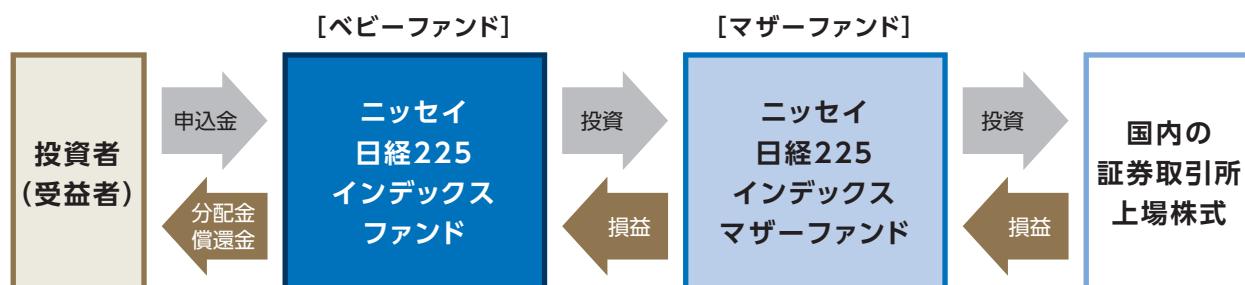 ［ベビーファンド］
［マザーファンド］
投資者
（受益者）
申込金
分配金
償還金
ニッセイ
日経225
インデックス
ファンド
投資
損益
ニッセイ
日経225
インデックス
マザーファンド
投資
損益
国内の
証券取引所
上場株式